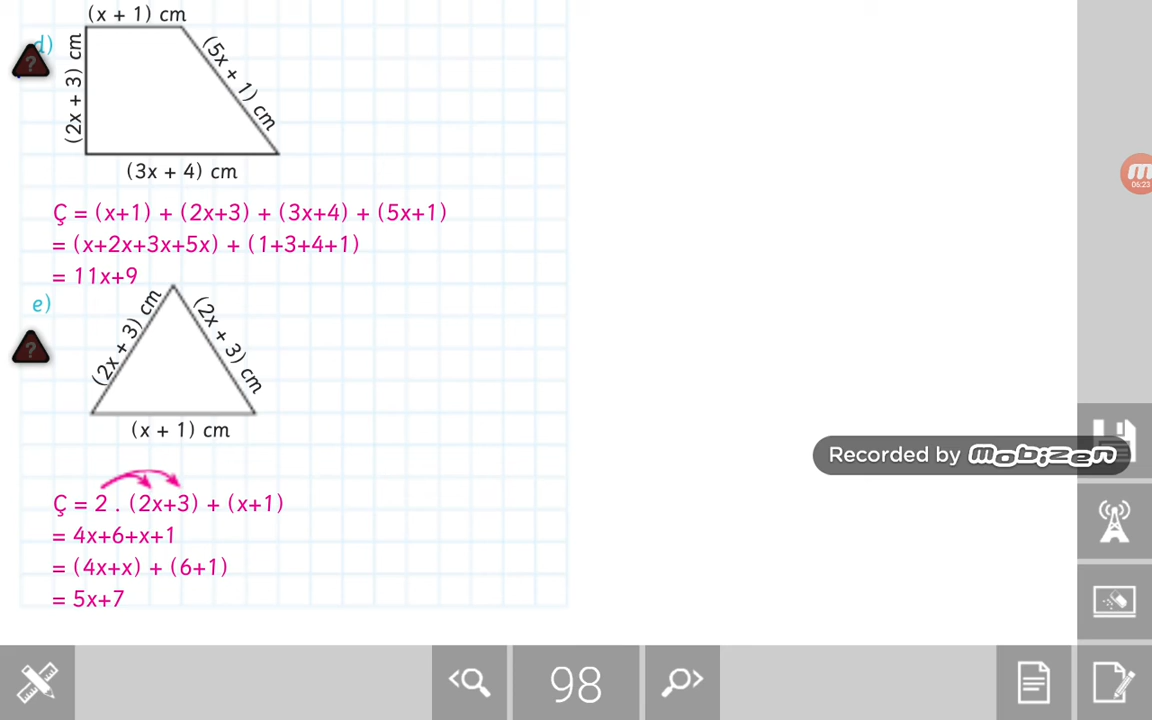 (x + 1) cm
d)
(2x + 3) cm
(5x + 1) cm
(3x + 4) cm
Ç = (x+1) + (2x+3) + (3x+4) + (5x+1)
= (x+2x+3x+5x) + (1+3+4+1)
= 11x+9
e)
(2x + 3) cm
(2x + 3) cm
(x + 1) cm
Ç = 2 . (2x+3) + (x+1)
= 4x+6+x+1
= (4x+x) + (6+1)
= 5x+7
?
?
06:23
Recorded by mobizen
98